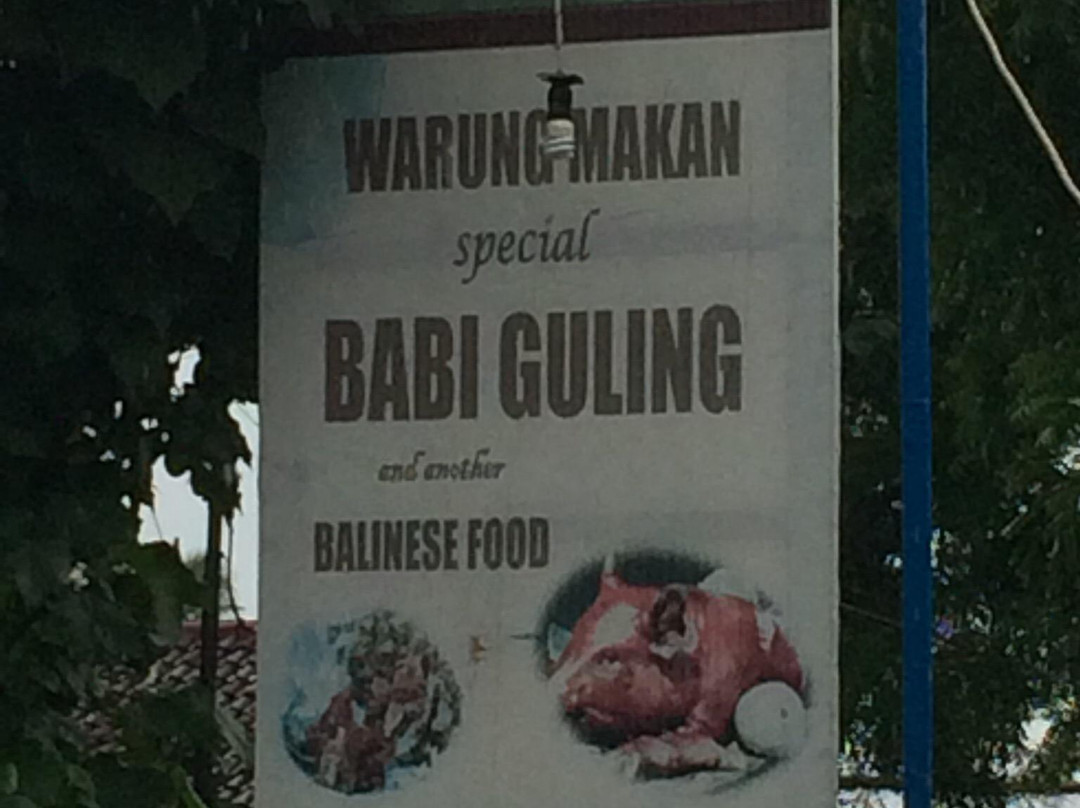 WARUNG MAKAN
special
BABI GULING
and another
BALINESE FOOD